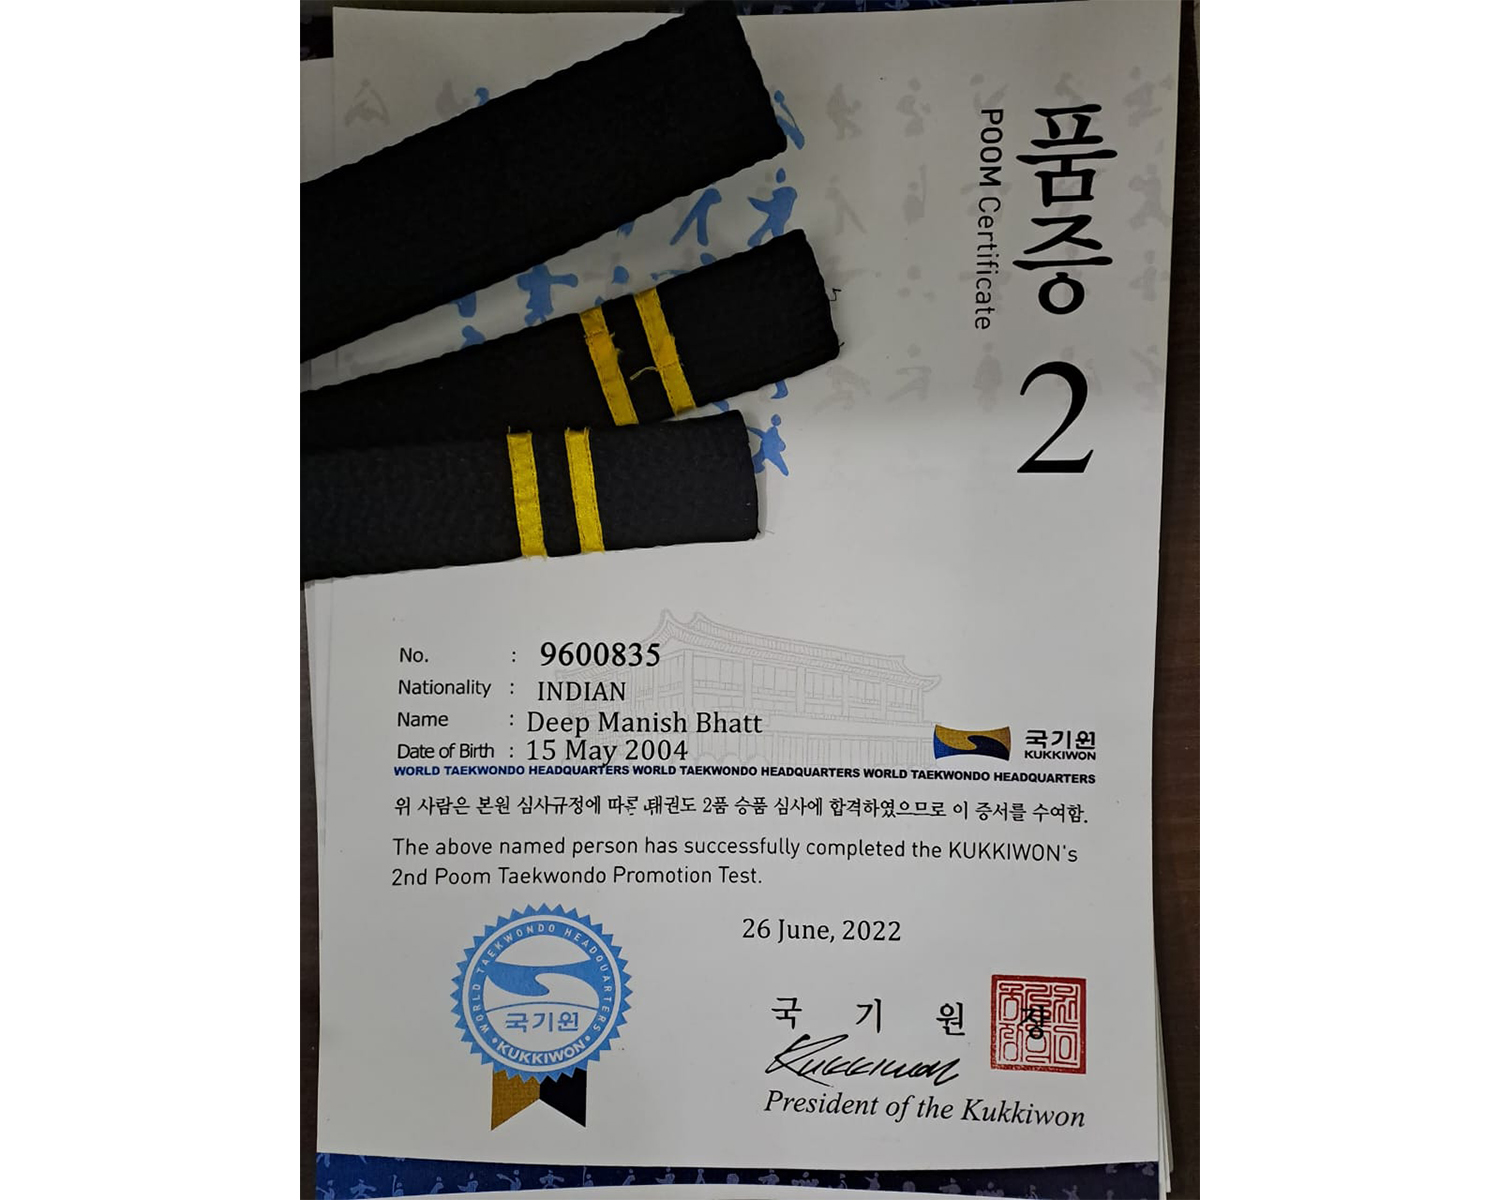 품증
POOM Certificate
2
No. : 9600835
Nationality : INDIAN
Name : Deep Manish Bhatt
Date of Birth : 15 May 2004
국기원
KUKKIWON
WORLD TAEKWONDO HEADQUARTERS WORLD TAEKWONDO HEADQUARTERS WORLD TAEKWONDO HEADQUARTERS
위 사람은 본원 심사규정에 따른 태권도 2품 승품 심사에 합격하였으므로 이 증서를 수여함.
The above named person has successfully completed the KUKKIWON's
2nd Poom Taekwondo Promotion Test.
26 June, 2022
WORLD TAEKWONDO HEADQUARTERS
국기원
KUKKIWON
국 기 원 장
Kukkiwon
President of the Kukkiwon